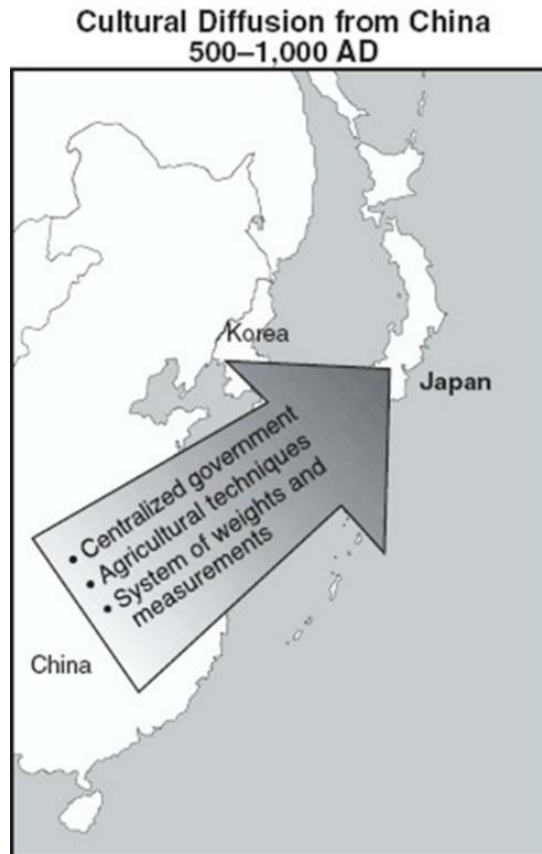 Cultural Diffusion from China
500–1,000 AD
Korea
Japan
• Centralized government
• Agricultural techniques
• System of weights and
measurements
China